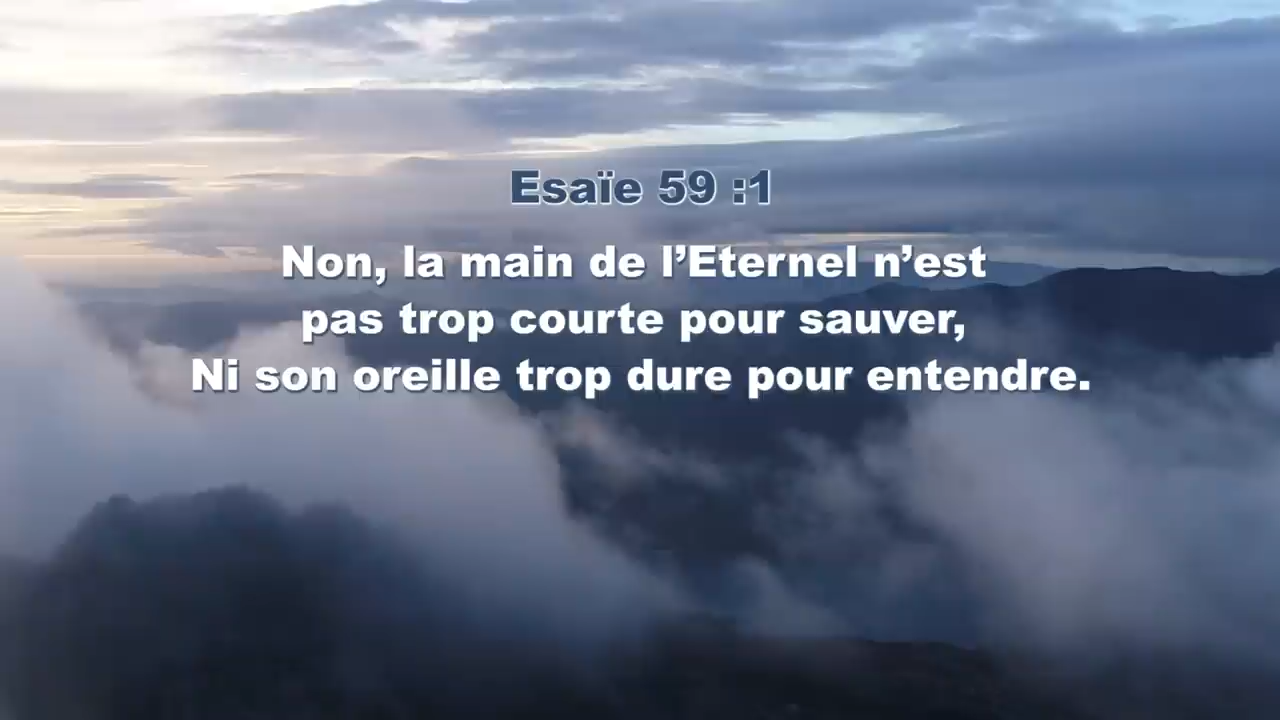 Esaïe 59 :1
Non, la main de l’Eternel n’est
pas trop courte pour sauver,
Ni son oreille trop dure pour entendre.